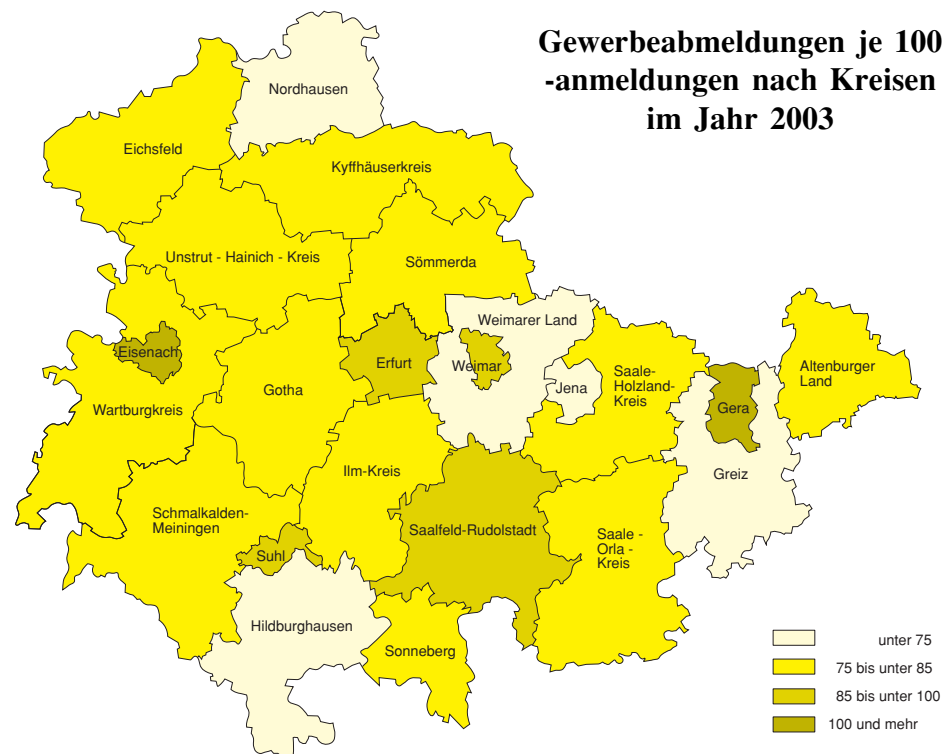 Gewerbeabmeldungen je 100
-anmeldungen nach Kreisen
im Jahr 2003
Nordhausen
Eichsfeld
Kyffhäuserkreis
Unstrut - Hainich - Kreis
Sömmerda
Weimarer Land
Eisenach
Erfurt
Weimar
Saale-
Holzland-
Kreis
Altenburger
Land
Gotha
Jena
Wartburgkreis
Gera
Ilm-Kreis
Greiz
Schmalkalden-
Meiningen
Saalfeld-Rudolstadt
Saale -
Orla -
Kreis
Suhl
Hildburghausen
Sonneberg
unter 75
75 bis unter 85
85 bis unter 100
100 und mehr